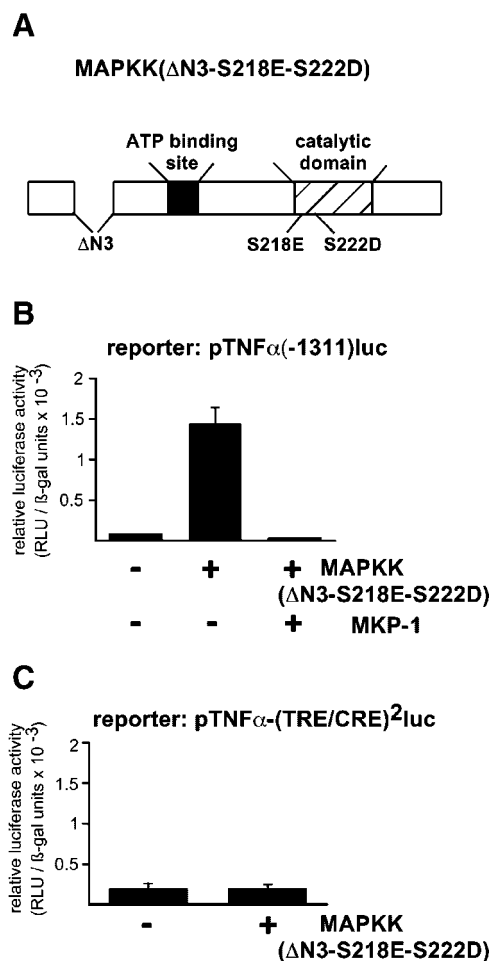 A
MAPKK(ΔN3-S218E-S222D)
ATP binding
site
catalytic
domain
ΔN3
S218E
S222D
B
reporter: pTNFα(-1311)luc
relative luciferase activity
(RLU / ß-gal units x 10 -3)
2
1.5
1
0.5
- + + MAPKK
(ΔN3-S218E-S222D)
- - + MKP-1
C
reporter: pTNFα-(TRE/CRE)2luc
relative luciferase activity
(RLU / ß-gal units x 10 -3)
2
1.5
1
0.5
- + MAPKK
(ΔN3-S218E-S222D)